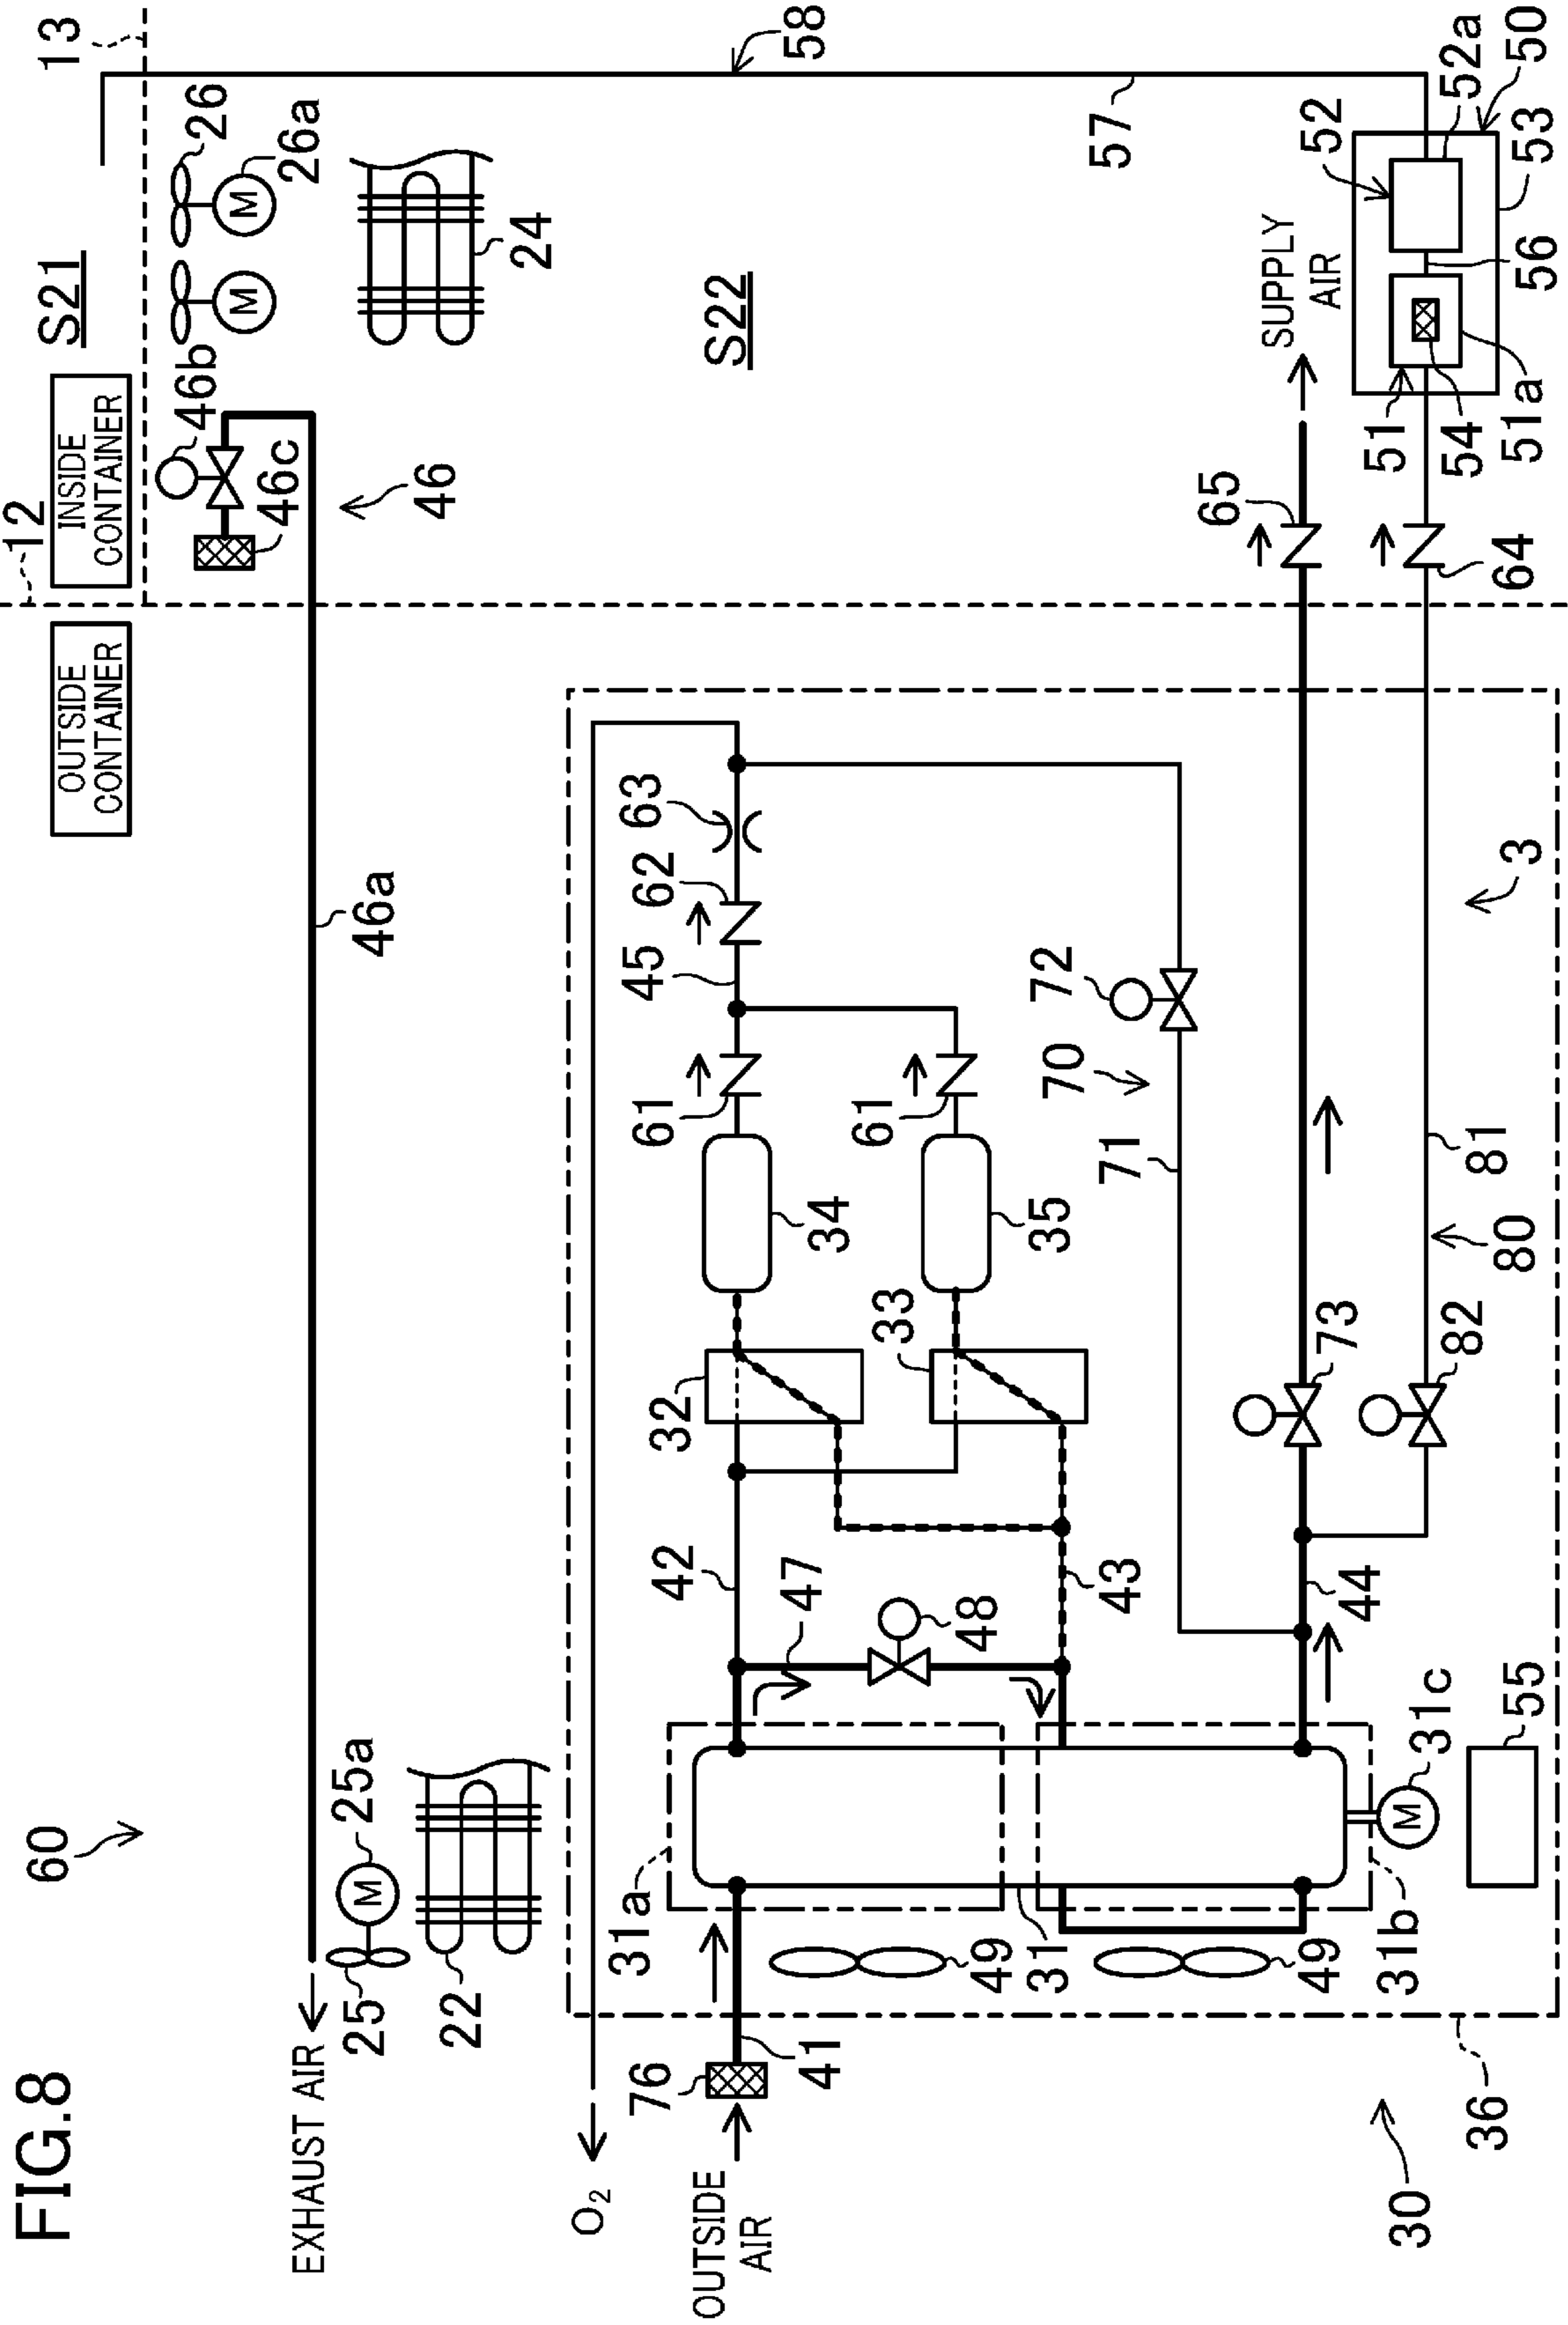 FIG.8
60
EXHAUST AIR
25
25a
M
22
46a
OUTSIDE
CONTAINER
12
INSIDE
CONTAINER
S21
13
46b
46c
46
M
M
26
26a
24
S22
58
57
O₂
OUTSIDE
AIR
76
41
31a
49
31
49
31b
31c
M
55
42
47
48
43
44
32
33
34
35
61
61
45
62
63
70
71
72
73
82
80
81
3
65
64
SUPPLY
AIR
51
54
51a
56
52
52a
50
53
30
36